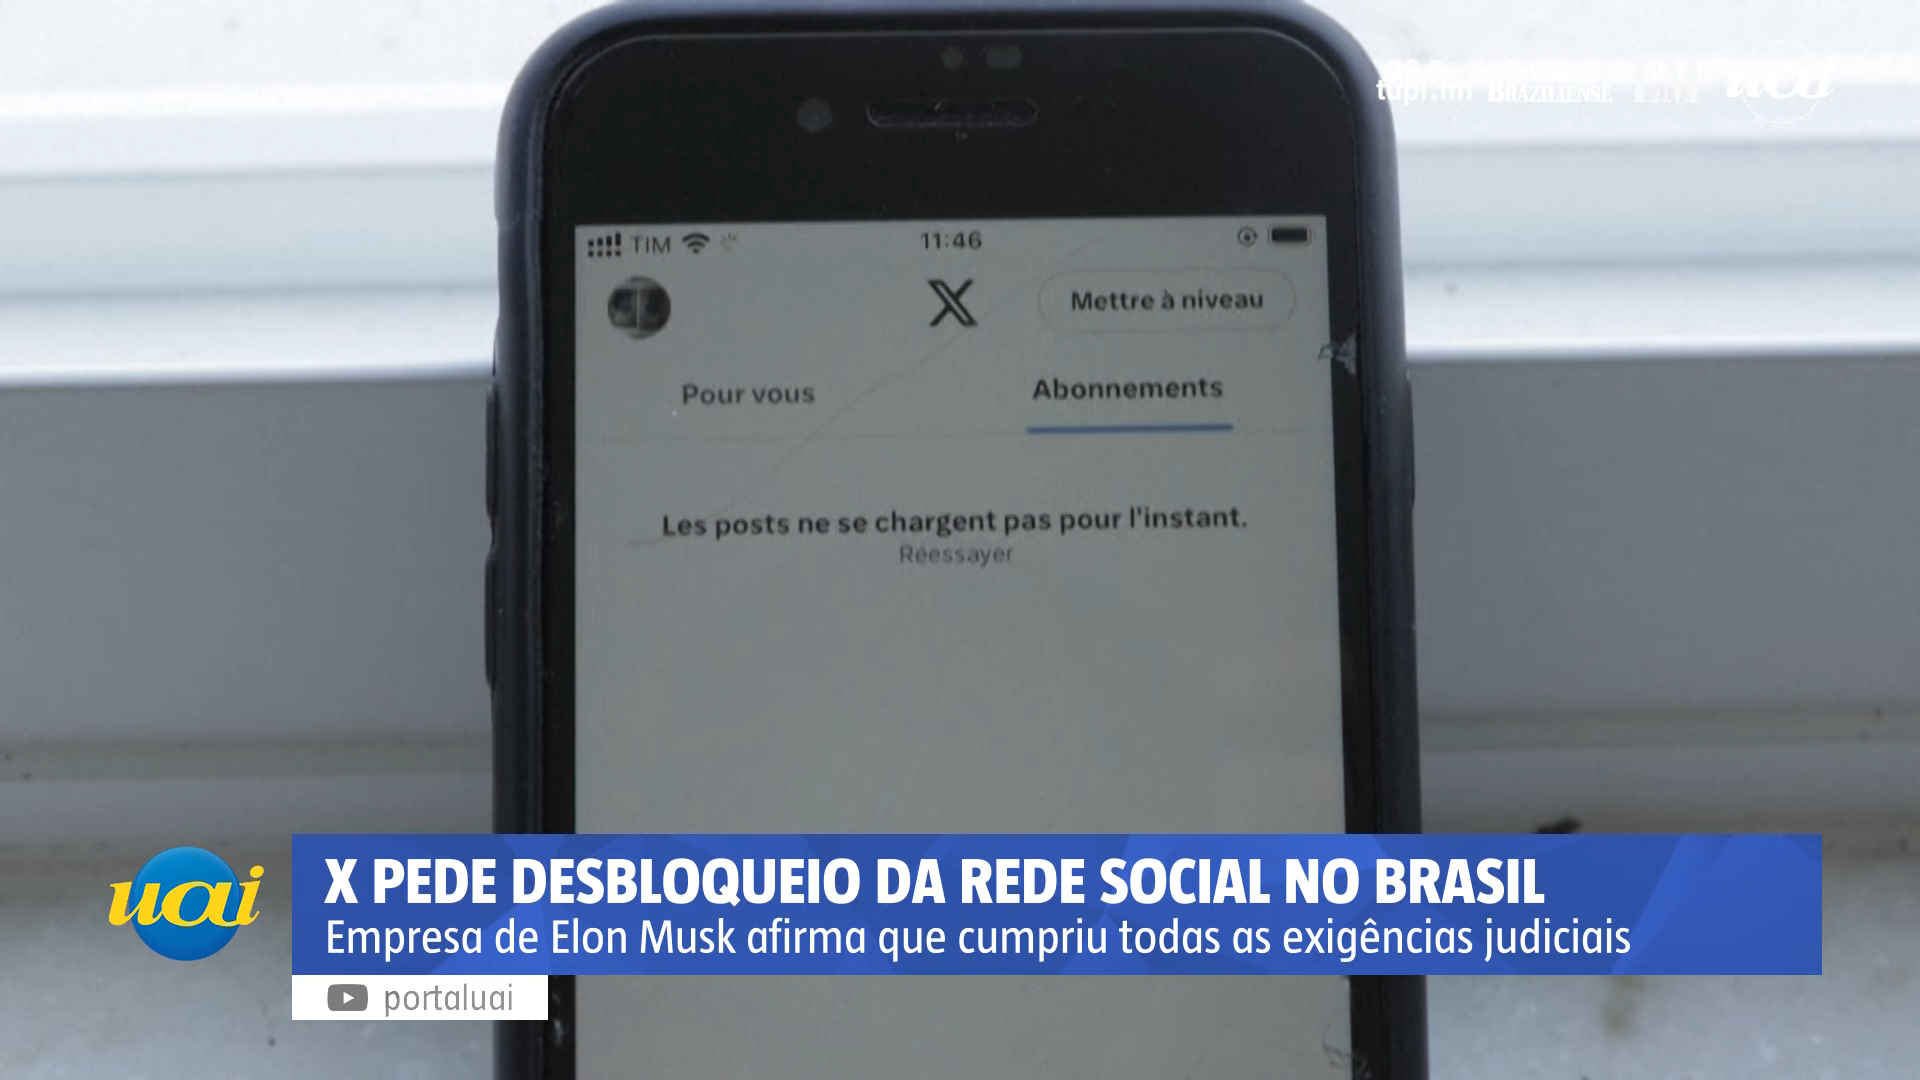 tupi.fm BRAZILIENSE EM uai
TIM 11:46
X Mettre à niveau
Pour vous Abonnements
Les posts ne se chargent pas pour l'instant.
Réessayer
uai
X PEDE DESBLOQUEIO DA REDE SOCIAL NO BRASIL
Empresa de Elon Musk afirma que cumpriu todas as exigências judiciais
portaluai